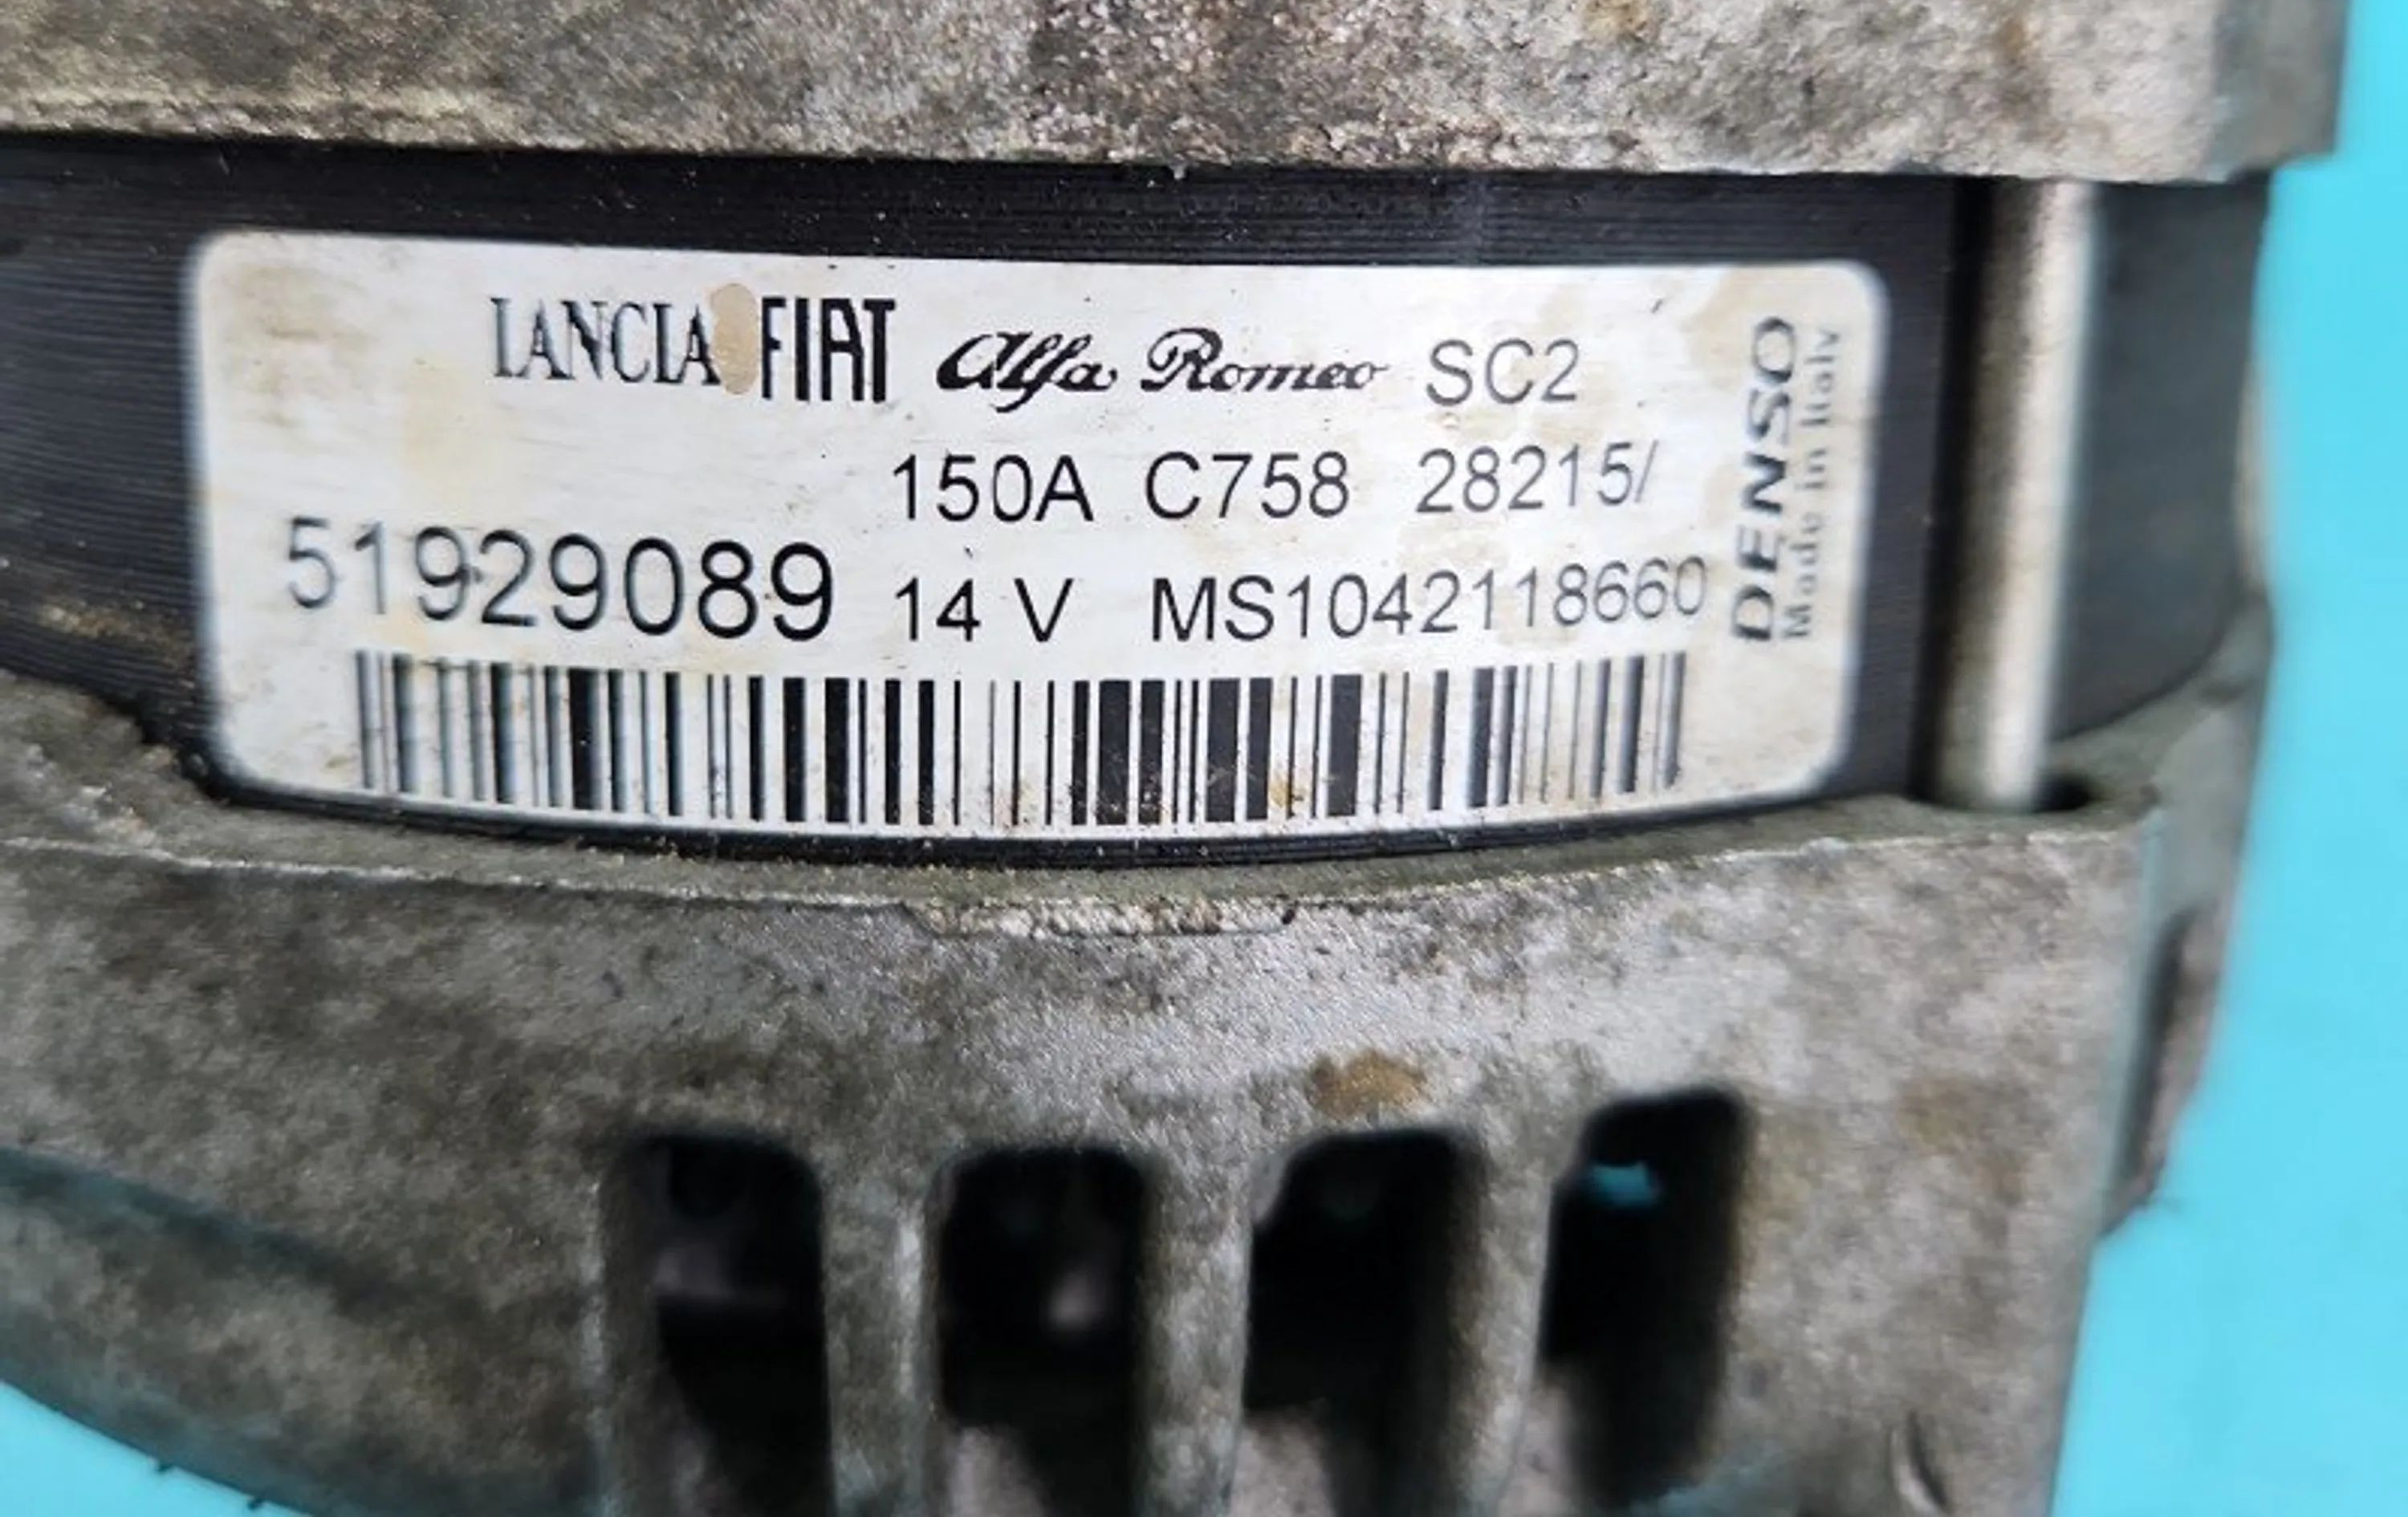 LANCIA FIAT Alfa Romeo SC2
150A C758 28215/
51929089 14 V MS1042118660
DENSO
Made in Italy